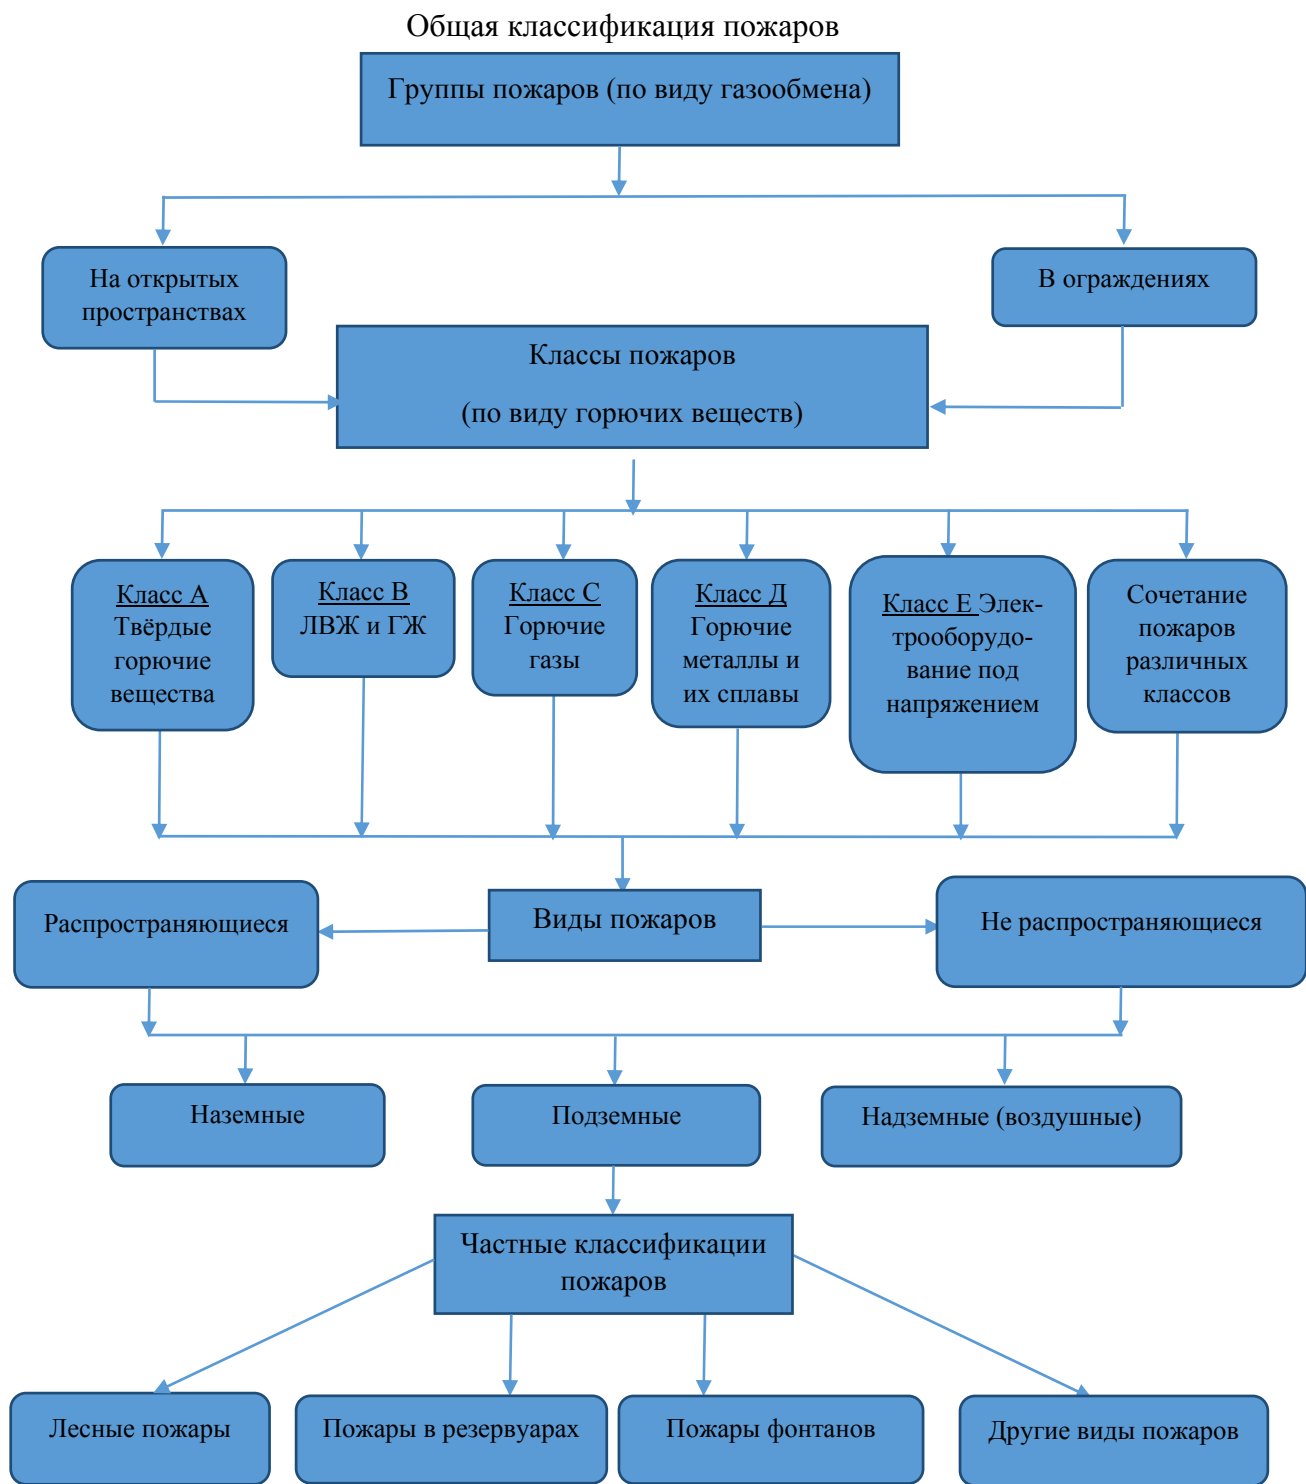 Общая классификация пожаров
Группы пожаров (по виду газообмена)
На открытых
пространствах
В ограждениях
Классы пожаров
(по виду горючих веществ)
Класс А
Твёрдые
горючие
вещества
Класс В
ЛВЖ и ГЖ
Класс С
Горючие
газы
Класс Д
Горючие
металлы и
их сплавы
Класс Е Элек-
трооборудо-
вание под
напряжением
Сочетание
пожаров
различных
классов
Распространяющиеся
Виды пожаров
Не распространяющиеся
Наземные
Подземные
Надземные (воздушные)
Частные классификации
пожаров
Лесные пожары
Пожары в резервуарах
Пожары фонтанов
Другие виды пожаров